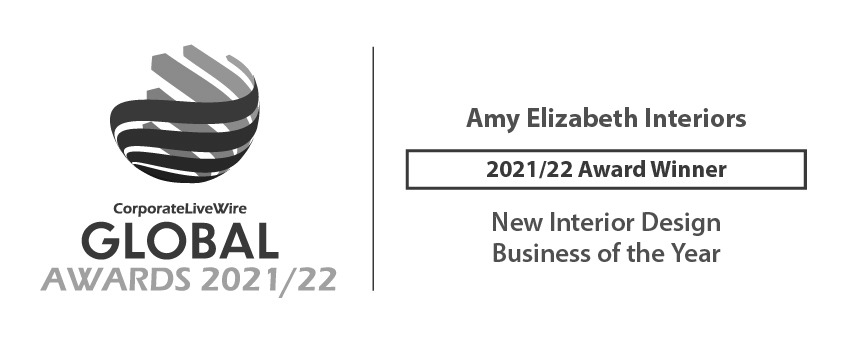 CorporateLiveWire
GLOBAL
AWARDS 2021/22
Amy Elizabeth Interiors
2021/22 Award Winner
New Interior Design
Business of the Year